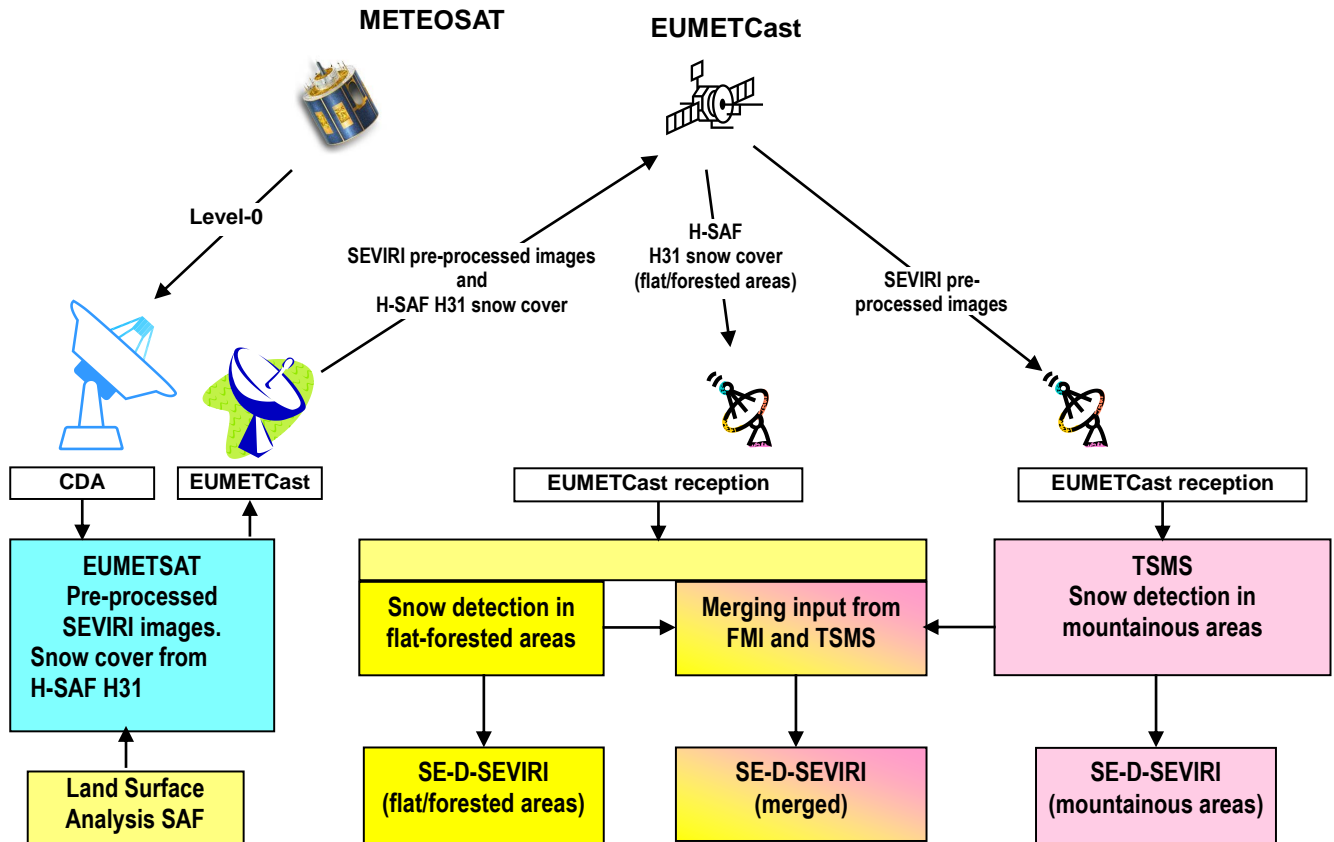 METEOSAT
EUMETCast
Level-0
SEVIRI pre-processed images
and
H-SAF H31 snow cover
H-SAF
H31 snow cover
(flat/forested areas)
SEVIRI pre-
processed images
CDA
EUMETCast
EUMETCast reception
EUMETCast reception
EUMETSAT
Pre-processed
SEVIRI images.
Snow cover from
H-SAF H31
Snow detection in
flat-forested areas
Merging input from
FMI and TSMS
TSMS
Snow detection in
mountainous areas
Land Surface
Analysis SAF
SE-D-SEVIRI
(flat/forested areas)
SE-D-SEVIRI
(merged)
SE-D-SEVIRI
(mountainous areas)